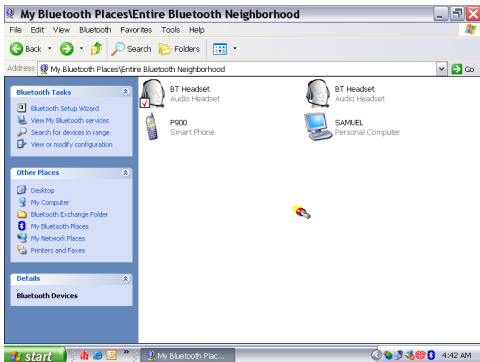 My Bluetooth Places\Entire Bluetooth Neighborhood
File Edit View Bluetooth Favorites Tools Help
Back Search Folders
Address My Bluetooth Places\Entire Bluetooth Neighborhood Go
Bluetooth Tasks
Bluetooth Setup Wizard
View My Bluetooth services
Search for devices in range
View or modify configuration
Other Places
Desktop
My Computer
Bluetooth Exchange Folder
My Bluetooth Places
My Network Places
Printers and Faxes
Details
Bluetooth Devices
BT Headset
Audio Headset
BT Headset
Audio Headset
P900
Smart Phone
SAMUEL
Personal Computer
start My Bluetooth Plac... 4:42 AM